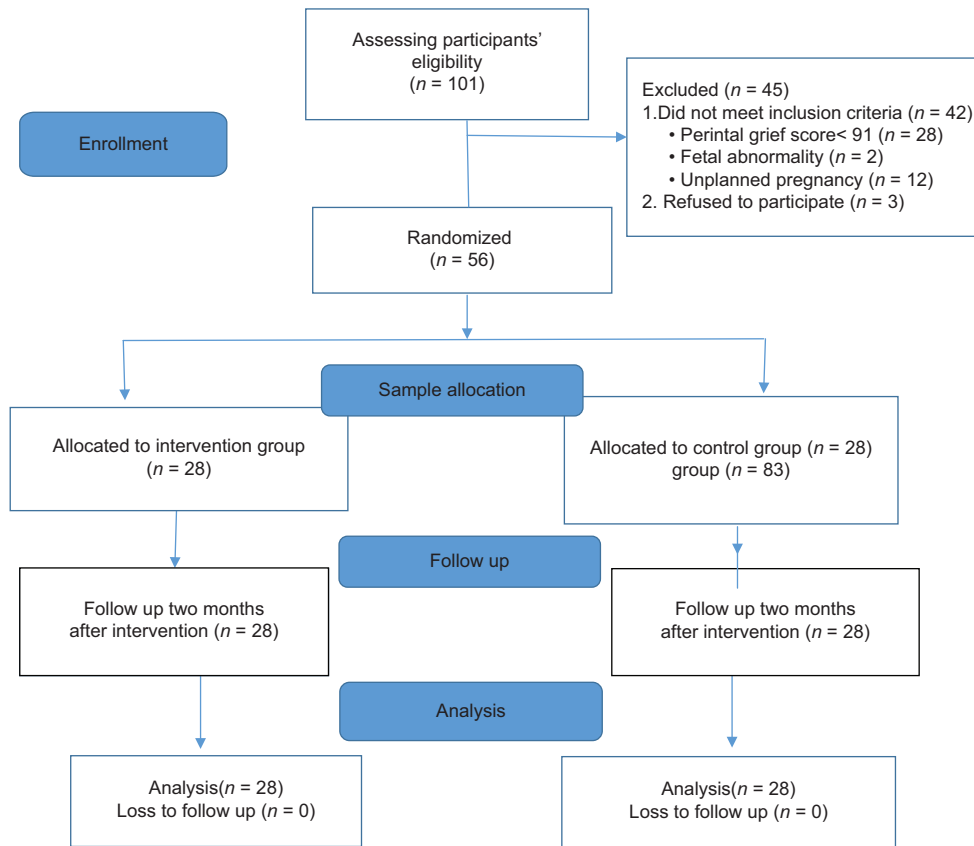 Assessing participants'
eligibility
(n = 101)
Excluded (n = 45)
1.Did not meet inclusion criteria (n = 42)
• Perintal grief score< 91 (n = 28)
• Fetal abnormality (n = 2)
• Unplanned pregnancy (n = 12)
2. Refused to participate (n = 3)
Enrollment
Randomized
(n = 56)
Sample allocation
Allocated to intervention group
(n = 28)
Allocated to control group (n = 28)
group (n = 83)
Follow up
Follow up two months
after intervention (n = 28)
Follow up two months
after intervention (n = 28)
Analysis
Analysis(n = 28)
Loss to follow up (n = 0)
Analysis(n = 28)
Loss to follow up (n = 0)